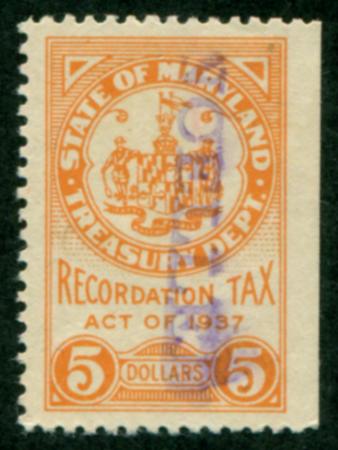 STATE OF MARYLAND
TREASURY DEPT.
RECORDATION TAX
ACT OF 1937
5 DOLLARS 5